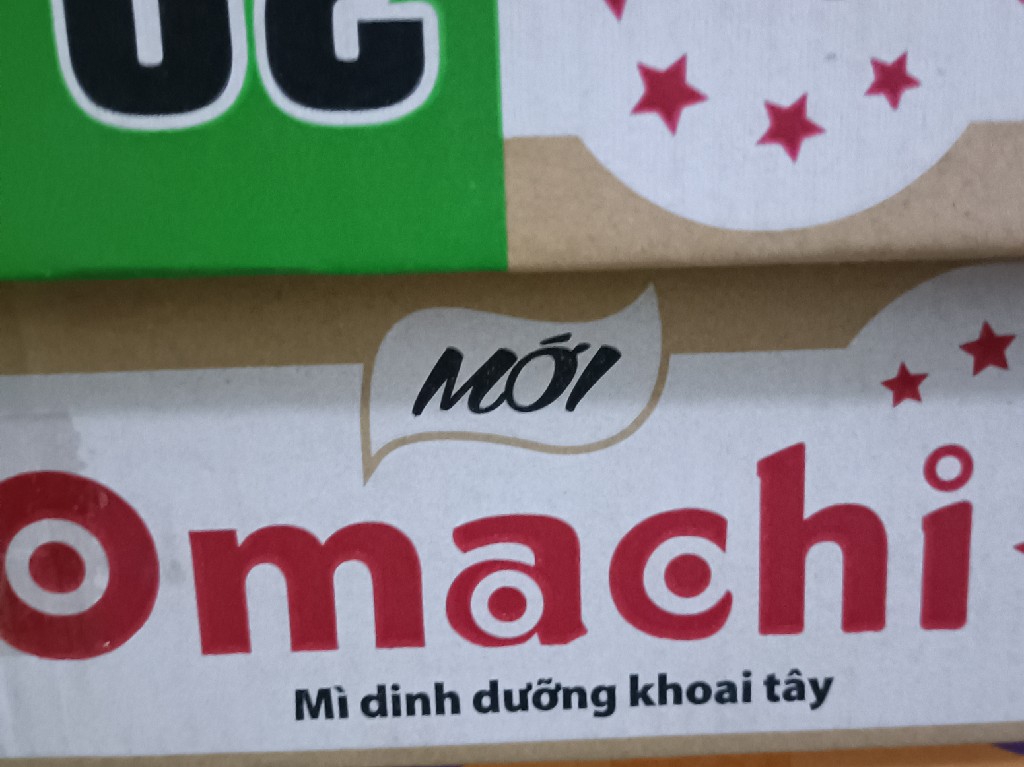 MỚI
Omachi
Mì dinh dưỡng khoai tây